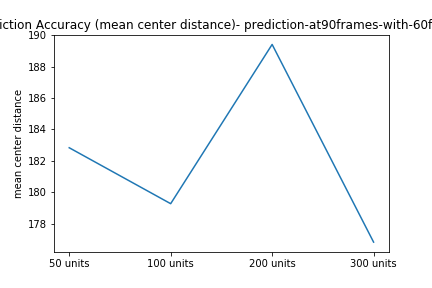 iction Accuracy (mean center distance)- prediction-at90frames-with-60f
190
188
186
184
182
180
178
mean center distance
50 units
100 units
200 units
300 units